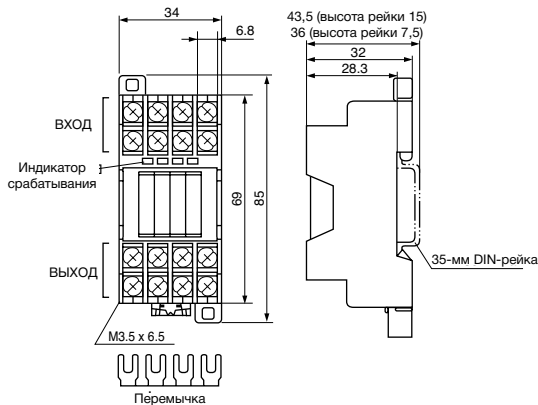 34
6.8
43,5 (высота рейки 15)
36 (высота рейки 7,5)
32
28.3
ВХОД
Индикатор
срабатывания
69
85
ВЫХОД
35-мм DIN-рейка
M3.5 x 6.5
Перемычка